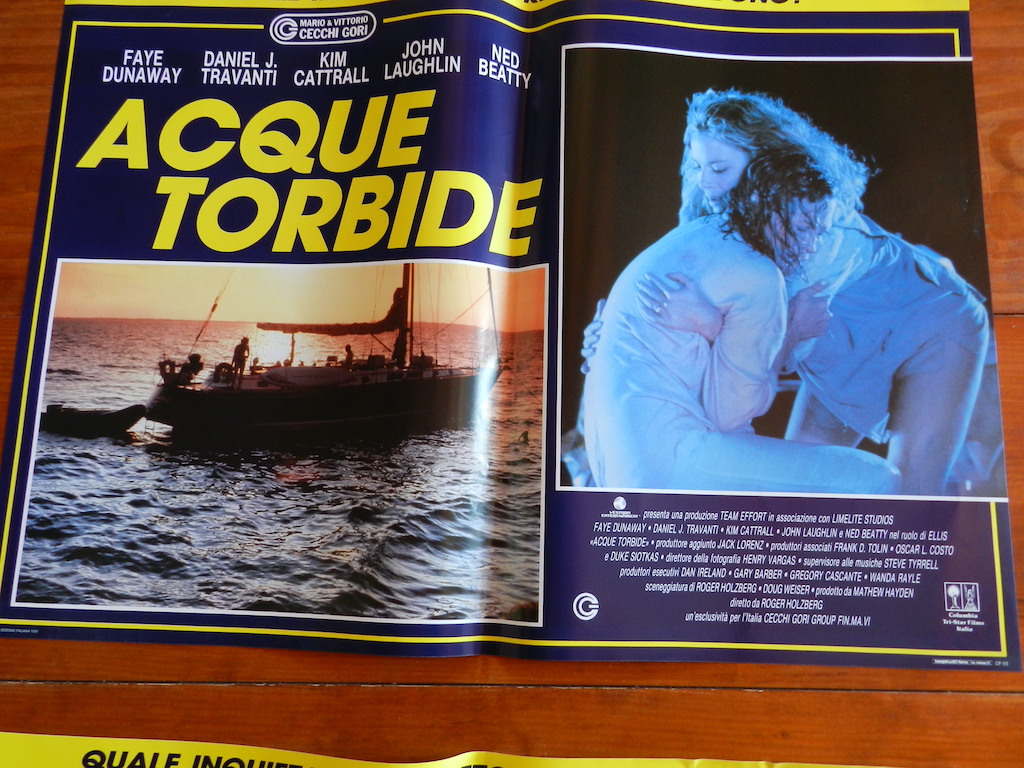 MARIO & VITTORIO
CECCHI GORI
FAYE DUNAWAY
DANIEL J. TRAVANTI
KIM CATTRALL
JOHN LAUGHLIN
NED BEATTY
ACQUE
TORBIDE
presenta una produzione TEAM EFFORT in associazione con LIMELITE STUDIOS
FAYE DUNAWAY • DANIEL J. TRAVANTI • KIM CATTRALL • JOHN LAUGHLIN e NED BEATTY nel ruolo di ELLIS
«ACQUE TORBIDE» • produttore aggiunto JACK LORENZ • produttori associati FRANK D. TOLIN • OSCAR L. COSTO
e DUKE SIOTKAS • direttore della fotografia HENRY VARGAS • supervisore alle musiche STEVE TYRRELL
produttori esecutivi DAN IRELAND • GARY BARBER • GREGORY CASCANTE • WANDA RAYLE
sceneggiatura di ROGER HOLZBERG • DOUG WEISER • prodotto da MATHEW HAYDEN
diretto da ROGER HOLZBERG
un'esclusività per l'Italia CECCHI GORI GROUP FIN.MA.VI
Columbia
Tri-Star Films
Italia
QUALE